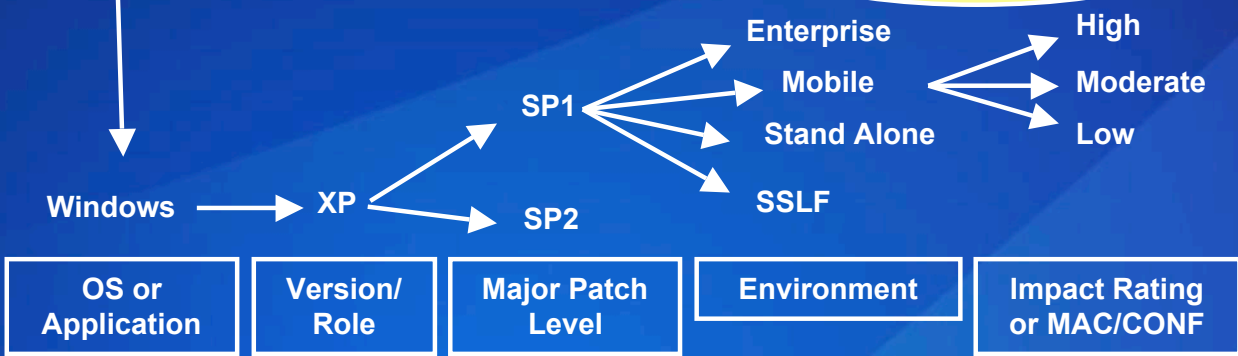 Enterprise
High
Mobile
Moderate
SP1
Stand Alone
Low
Windows
XP
SP2
SSLF
OS or
Application
Version/
Role
Major Patch
Level
Environment
Impact Rating
or MAC/CONF